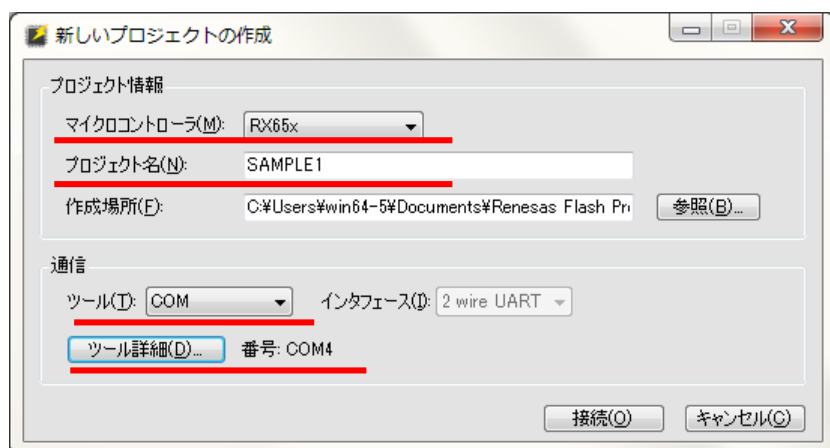 新しいプロジェクトの作成
プロジェクト情報
マイクロコントローラ(M): RX65x
プロジェクト名(N): SAMPLE1
作成場所(F): C:¥Users¥win64-5¥Documents¥Renesas Flash Pr 参照(B)...
通信
ツール(T): COM インタフェース(I): 2 wire UART
ツール詳細(D)... 番号: COM4
接続(O) キャンセル(C)